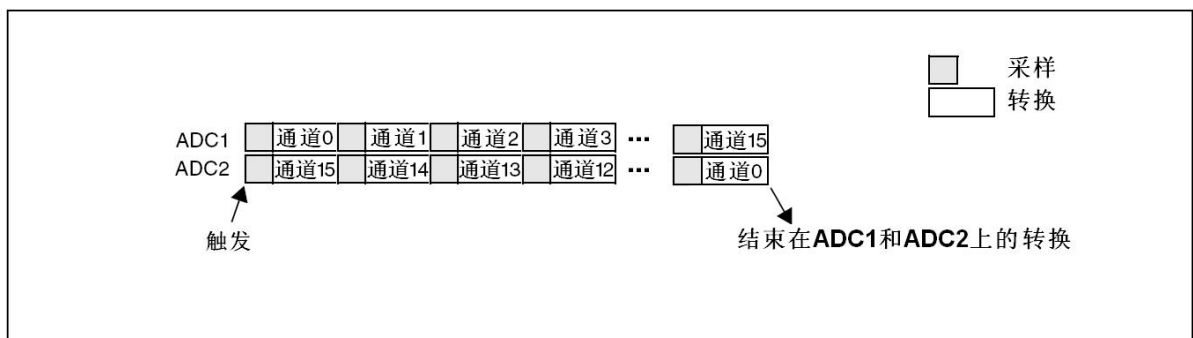 采样
转换
ADC1 通道0 通道1 通道2 通道3 ··· 通道15
ADC2 通道15 通道14 通道13 通道12 ··· 通道0
触发
结束在ADC1和ADC2上的转换